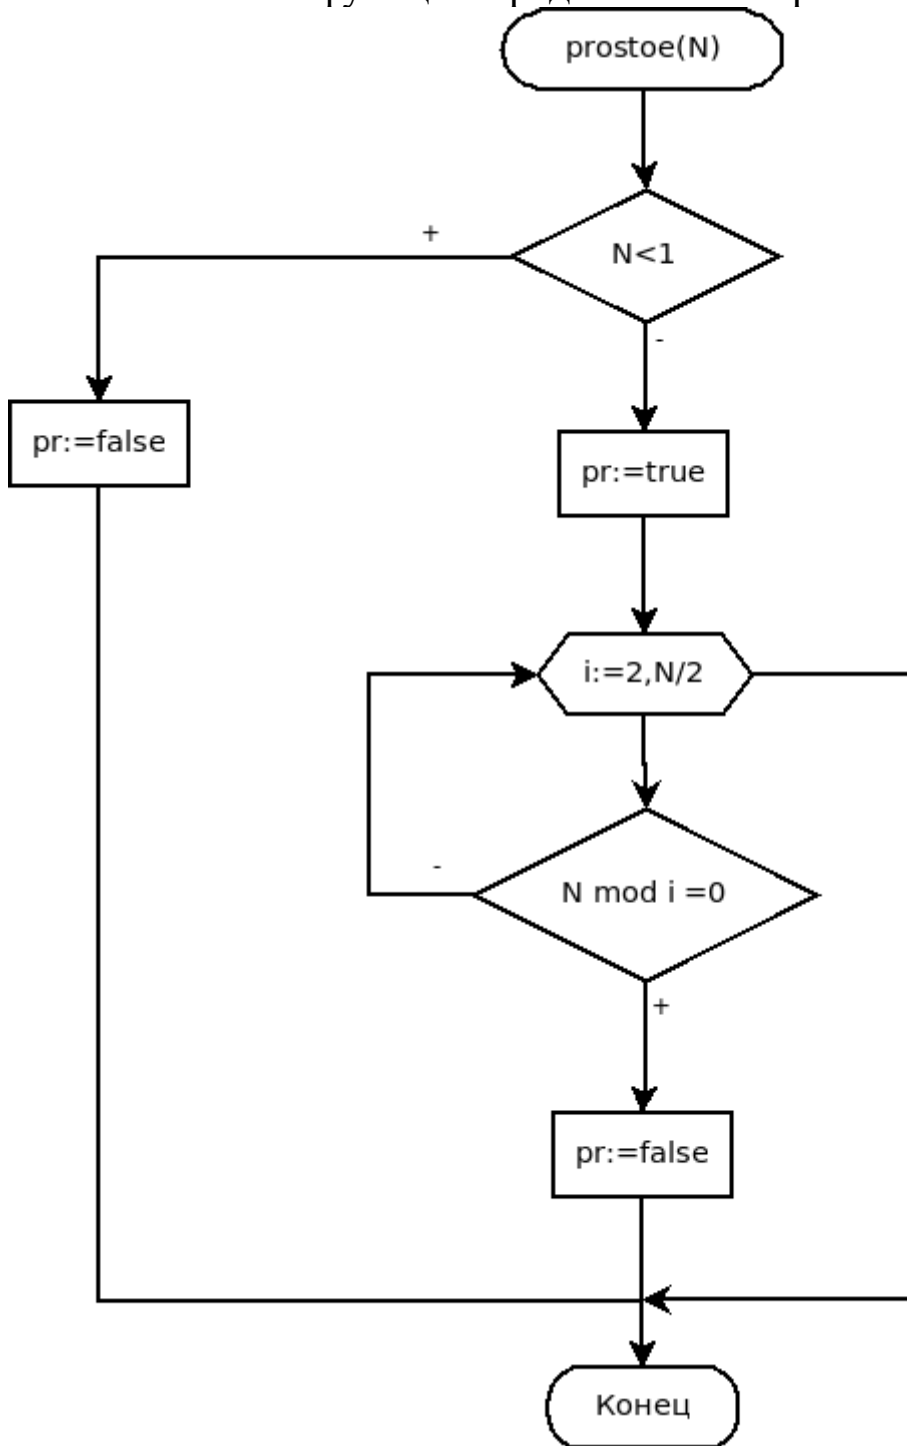 prostoe(N)
+
N<1
-
pr:=false
pr:=true
i:=2,N/2
-
N mod i =0
+
pr:=false
Конец